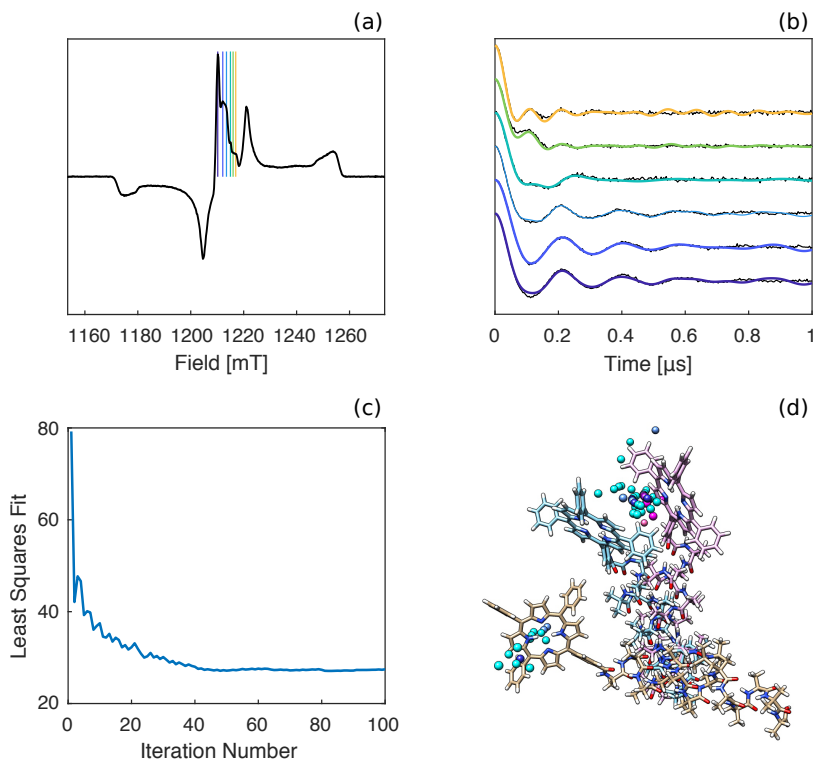 (a)
1160 1180 1200 1220 1240 1260
Field [mT]
(b)
0 0.2 0.4 0.6 0.8 1
Time [μs]
(c)
80
60
40
20
Least Squares Fit
0 20 40 60 80 100
Iteration Number
(d)